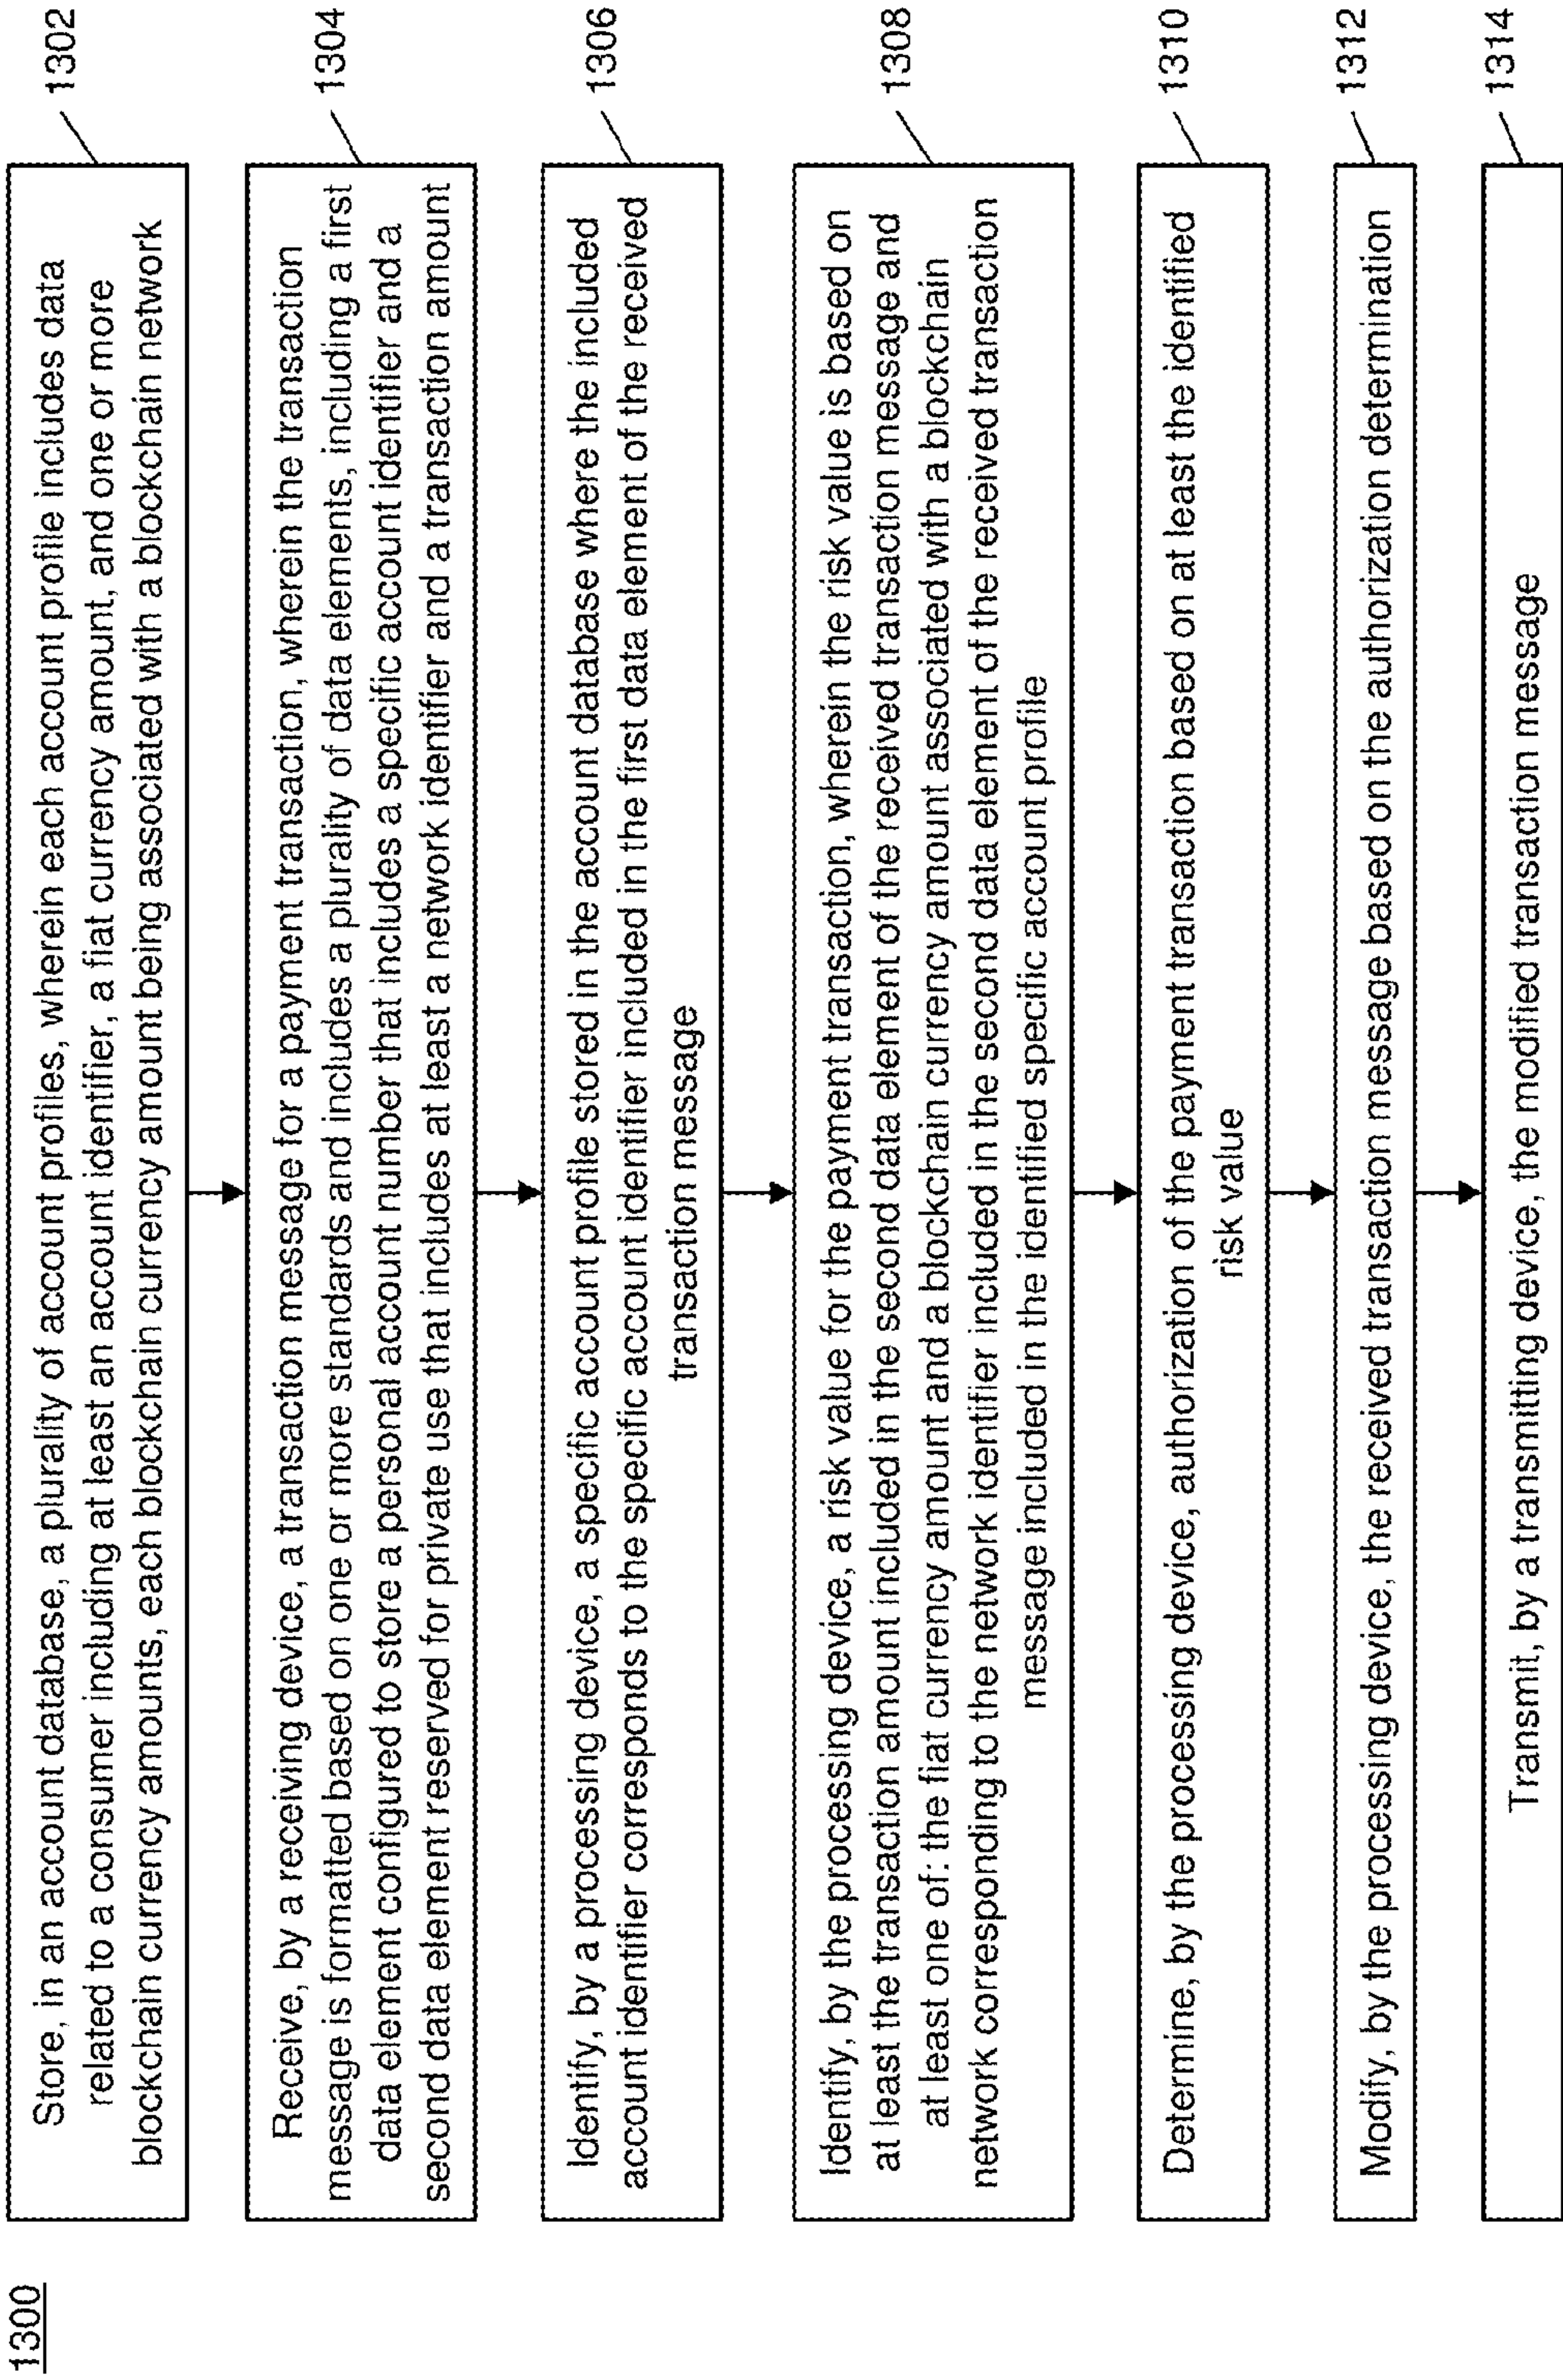 1300
Store, in an account database, a plurality of account profiles, wherein each account profile includes data
related to a consumer including at least an account identifier, a fiat currency amount, and one or more
blockchain currency amounts, each blockchain currency amount being associated with a blockchain network
1302
Receive, by a receiving device, a transaction message for a payment transaction, wherein the transaction
message is formatted based on one or more standards and includes a plurality of data elements, including a first
data element configured to store a personal account number that includes a specific account identifier and a
second data element reserved for private use that includes at least a network identifier and a transaction amount
1304
Identify, by a processing device, a specific account profile stored in the account database where the included
account identifier corresponds to the specific account identifier included in the first data element of the received
transaction message
1306
Identify, by the processing device, a risk value for the payment transaction, wherein the risk value is based on
at least the transaction amount included in the second data element of the received transaction message and
at least one of: the fiat currency amount and a blockchain currency amount associated with a blockchain
network corresponding to the network identifier included in the second data element of the received transaction
message included in the identified specific account profile
1308
Determine, by the processing device, authorization of the payment transaction based on at least the identified
risk value
1310
Modify, by the processing device, the received transaction message based on the authorization determination
1312
Transmit, by a transmitting device, the modified transaction message
1314